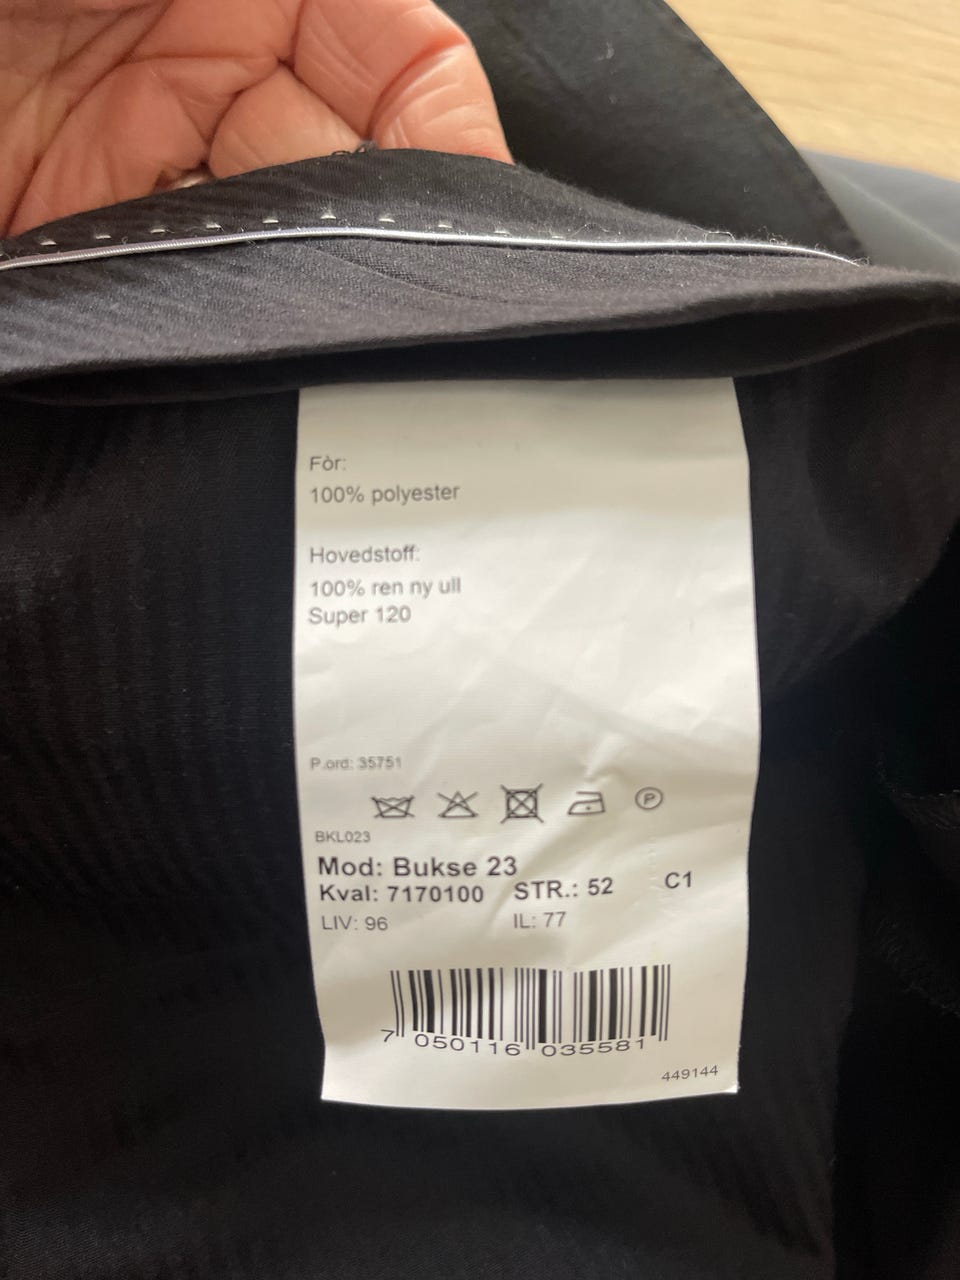 Fòr:
100% polyester
Hovedstoff:
100% ren ny ull
Super 120
P.ord: 35751
P
BKL023
Mod: Bukse 23
Kval: 7170100 STR.: 52 C1
LIV: 96 IL: 77
7 050116 035581
449144